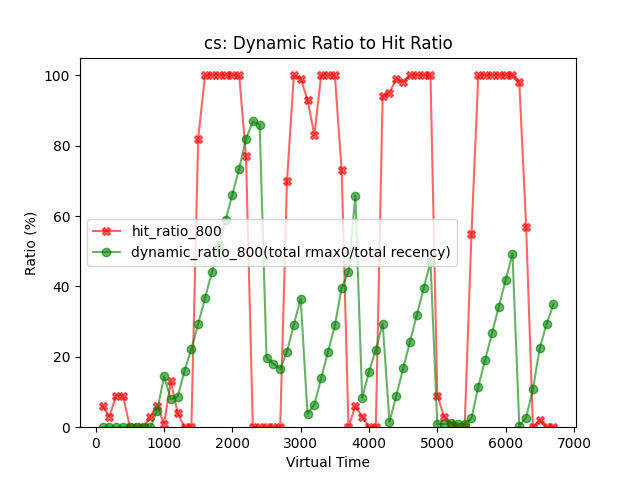 cs: Dynamic Ratio to Hit Ratio
100
80
60
40
20
0
Ratio (%)
hit_ratio_800
dynamic_ratio_800(total rmax0/total recency)
0 1000 2000 3000 4000 5000 6000 7000
Virtual Time